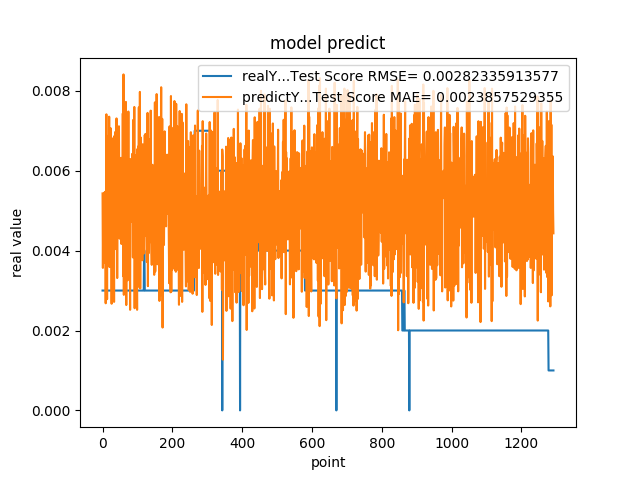 model predict
realY...Test Score RMSE= 0.00282335913577
predictY...Test Score MAE= 0.0023857529355
0.008
0.006
0.004
0.002
0.000
real value
0 200 400 600 800 1000 1200
point